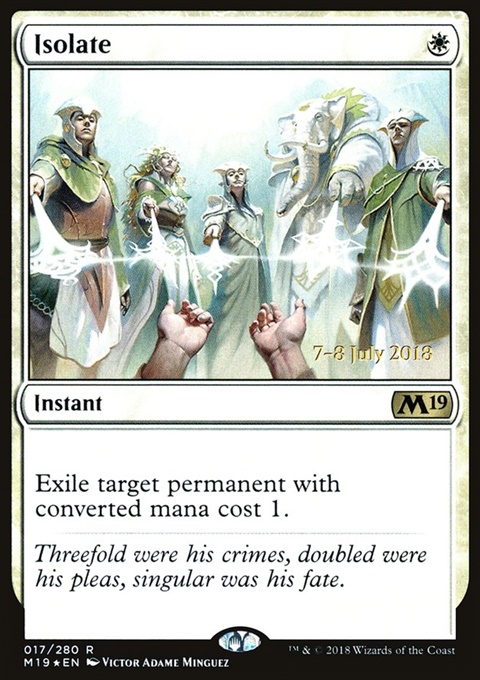 Isolate
7–8 July 2018
Instant
M19
Exile target permanent with
converted mana cost 1.
Threefold were his crimes, doubled were
his pleas, singular was his fate.
017/280 R
M19★EN Victor Adame Minguez
™ & © 2018 Wizards of the Coast